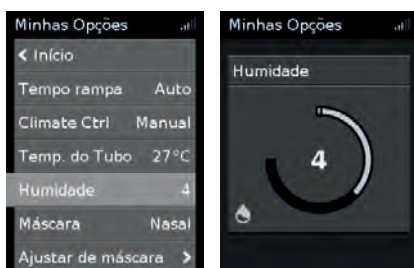 Minhas Opções
< Início
Tempo rampa Auto
Climate Ctrl Manual
Temp. do Tubo 27°C
Humidade 4
Máscara Nasal
Ajustar de máscara >
Minhas Opções
Humidade
4